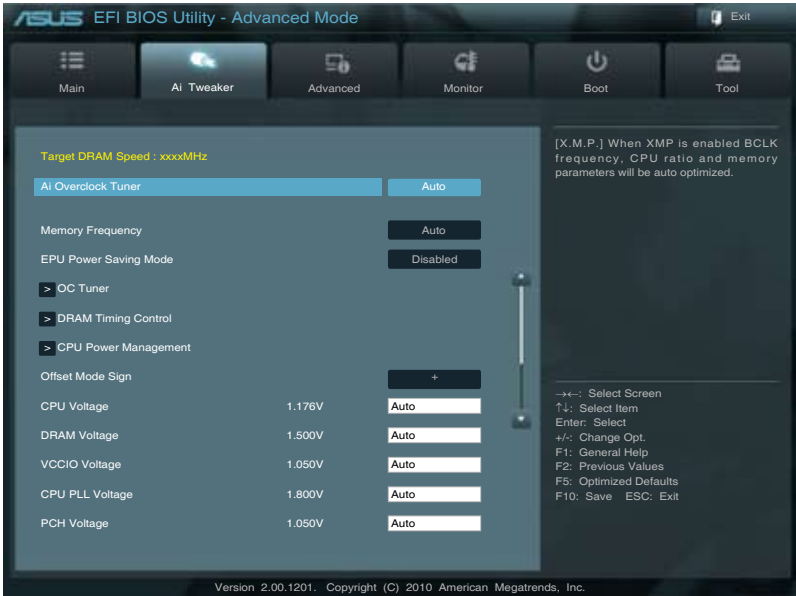 ASUS EFI BIOS Utility - Advanced Mode
Exit
Main
Ai Tweaker
Advanced
Monitor
Boot
Tool
Target DRAM Speed : xxxxMHz
Ai Overclock Tuner Auto
Memory Frequency Auto
EPU Power Saving Mode Disabled
> OC Tuner
> DRAM Timing Control
> CPU Power Management
Offset Mode Sign +
CPU Voltage 1.176V Auto
DRAM Voltage 1.500V Auto
VCCIO Voltage 1.050V Auto
CPU PLL Voltage 1.800V Auto
PCH Voltage 1.050V Auto
[X.M.P.] When XMP is enabled BCLK
frequency, CPU ratio and memory
parameters will be auto optimized.
→←: Select Screen
↑↓: Select Item
Enter: Select
+/-: Change Opt.
F1: General Help
F2: Previous Values
F5: Optimized Defaults
F10: Save ESC: Exit
Version 2.00.1201. Copyright (C) 2010 American Megatrends, Inc.